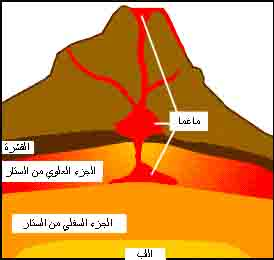 ماغما
القشرة
الجزء العلوي من الستار
الجزء السفلي من الستار
اللب